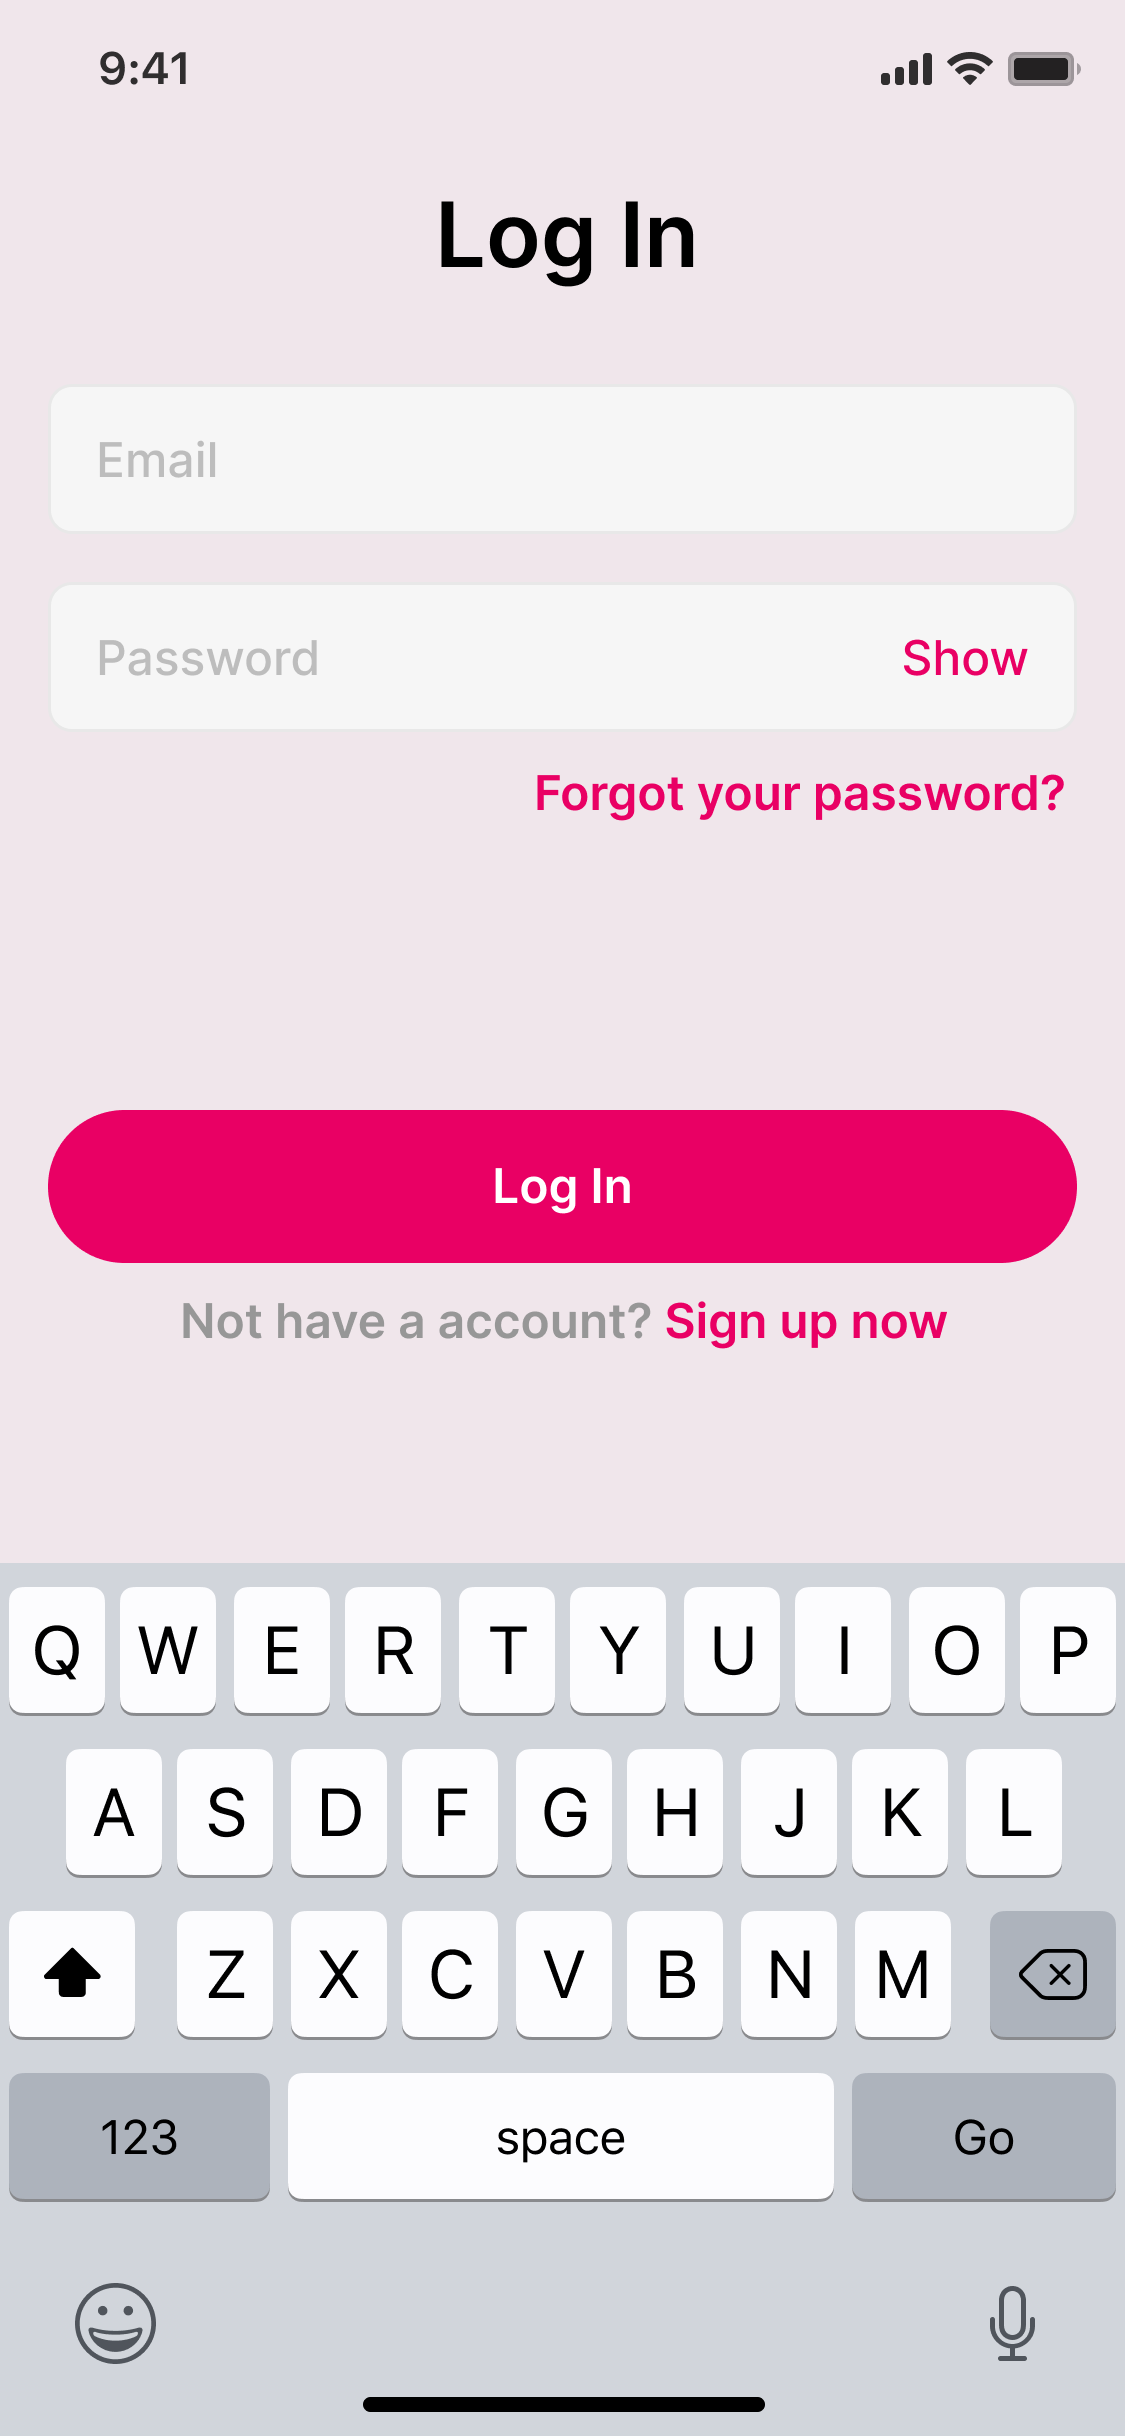 9:41
Log In
Email
Password Show
Forgot your password?
Log In
Not have a account? Sign up now
Q W E R T Y U I O P
A S D F G H J K L
Z X C V B N M
123 space Go